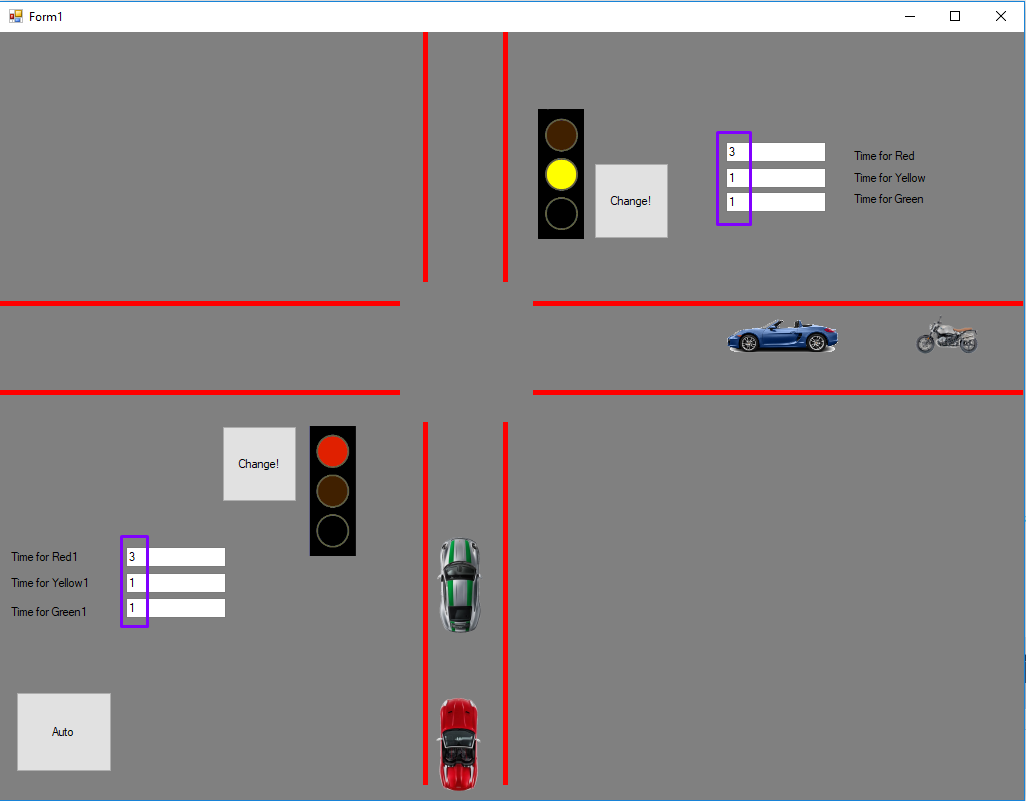 Form1
3
Time for Red
1
Time for Yellow
1
Time for Green
Change!
Change!
Time for Red1
3
Time for Yellow1
1
Time for Green1
1
Auto